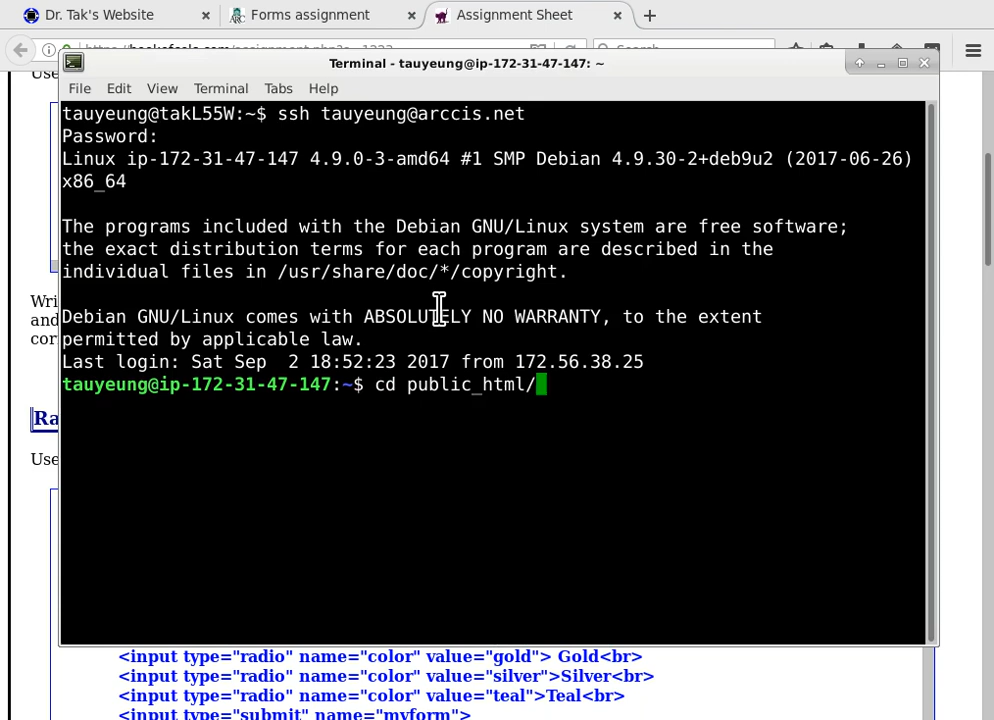 Dr. Tak's Website
Forms assignment
Assignment Sheet
Terminal - tauyeung@ip-172-31-47-147: ~
Use
File Edit View Terminal Tabs Help
tauyeung@takL55W:~$ ssh tauyeung@arccis.net
Password:
Linux ip-172-31-47-147 4.9.0-3-amd64 #1 SMP Debian 4.9.30-2+deb9u2 (2017-06-26)
x86_64
The programs included with the Debian GNU/Linux system are free software;
the exact distribution terms for each program are described in the
individual files in /usr/share/doc/*/copyright.
Wri
Debian GNU/Linux comes with ABSOLUTELY NO WARRANTY, to the extent
and
permitted by applicable law.
cor
Last login: Sat Sep  2 18:52:23 2017 from 172.56.38.25
tauyeung@ip-172-31-47-147:~$ cd public_html/
Ra
Use
<input type="radio" name="color" value="gold"> Gold<br>
<input type="radio" name="color" value="silver">Silver<br>
<input type="radio" name="color" value="teal">Teal<br>
<input type="submit" name="myform">